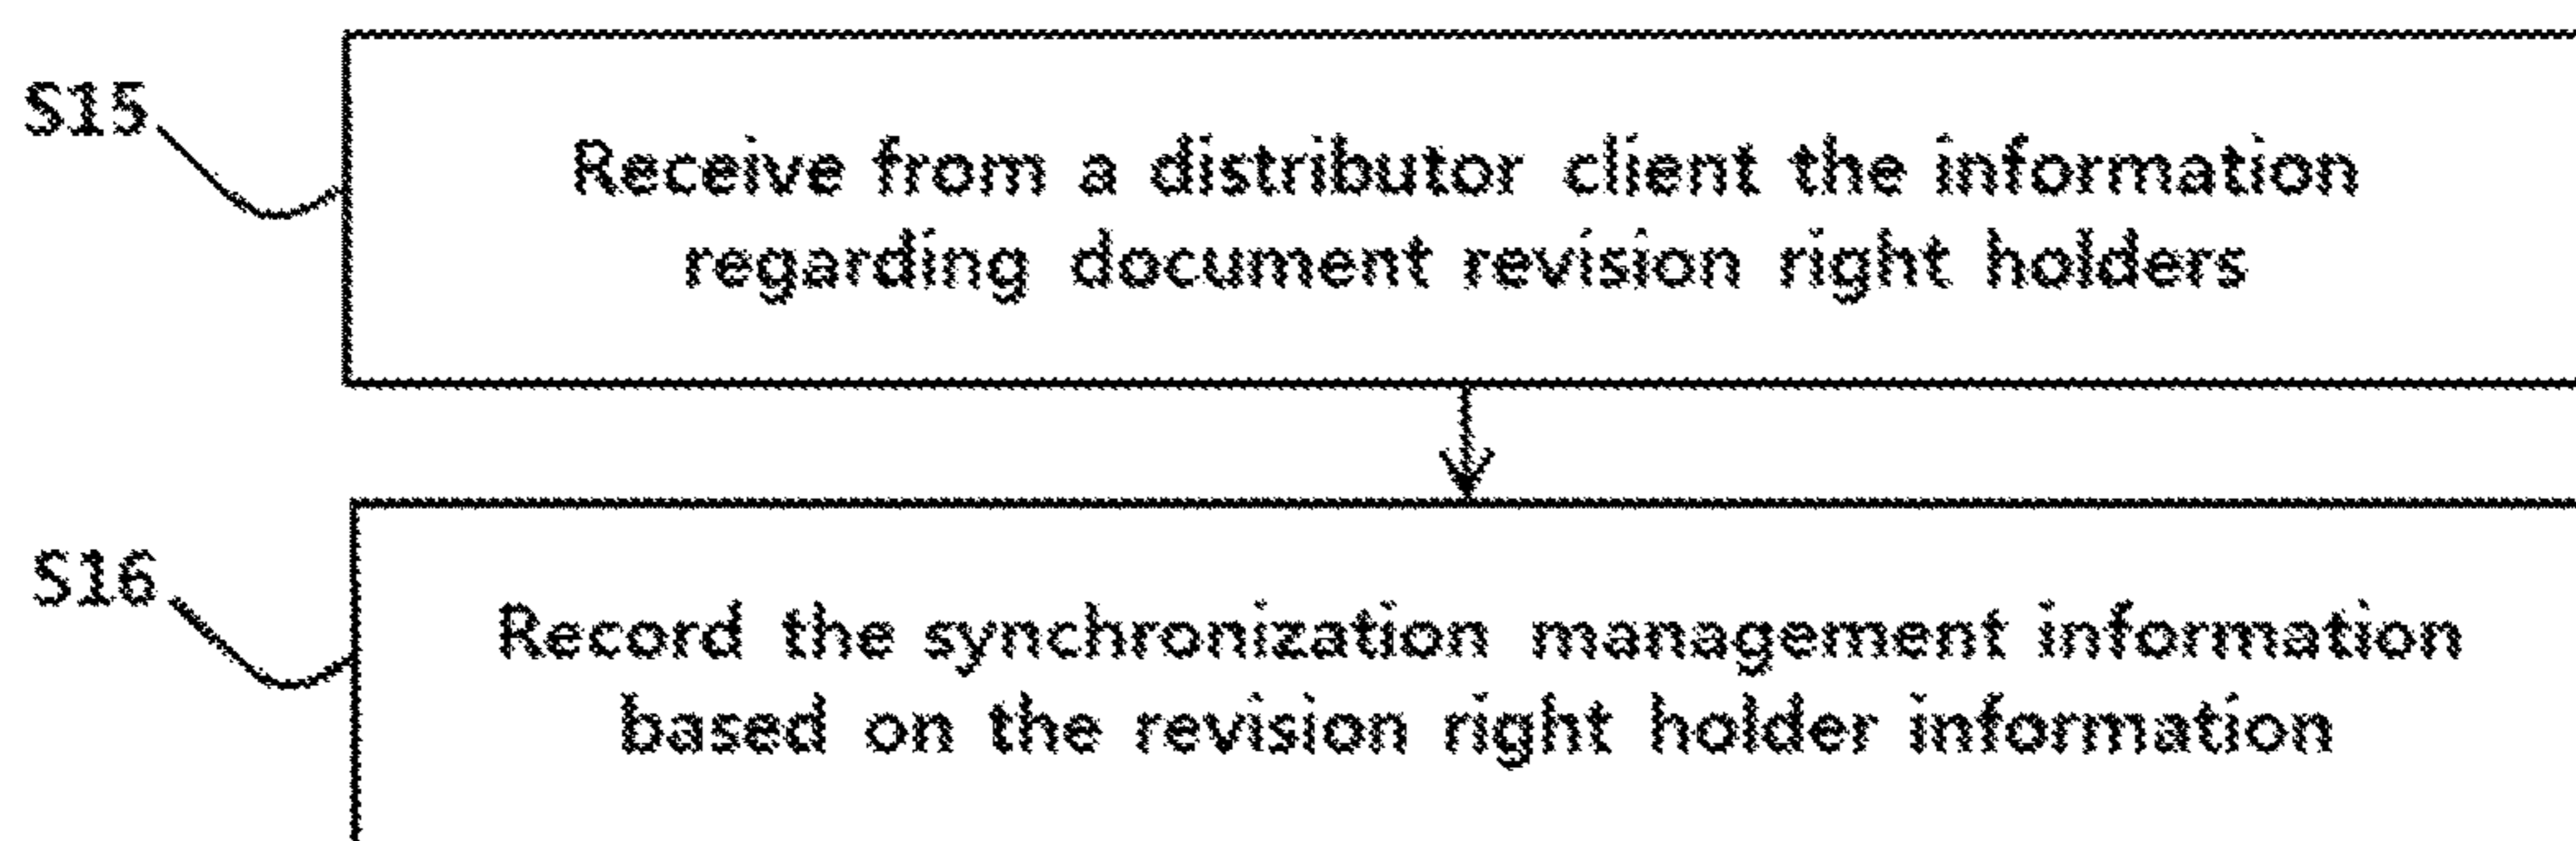 S15
Receive from a distributor client the information
regarding document revision right holders
S16
Record the synchronization management information
based on the revision right holder information